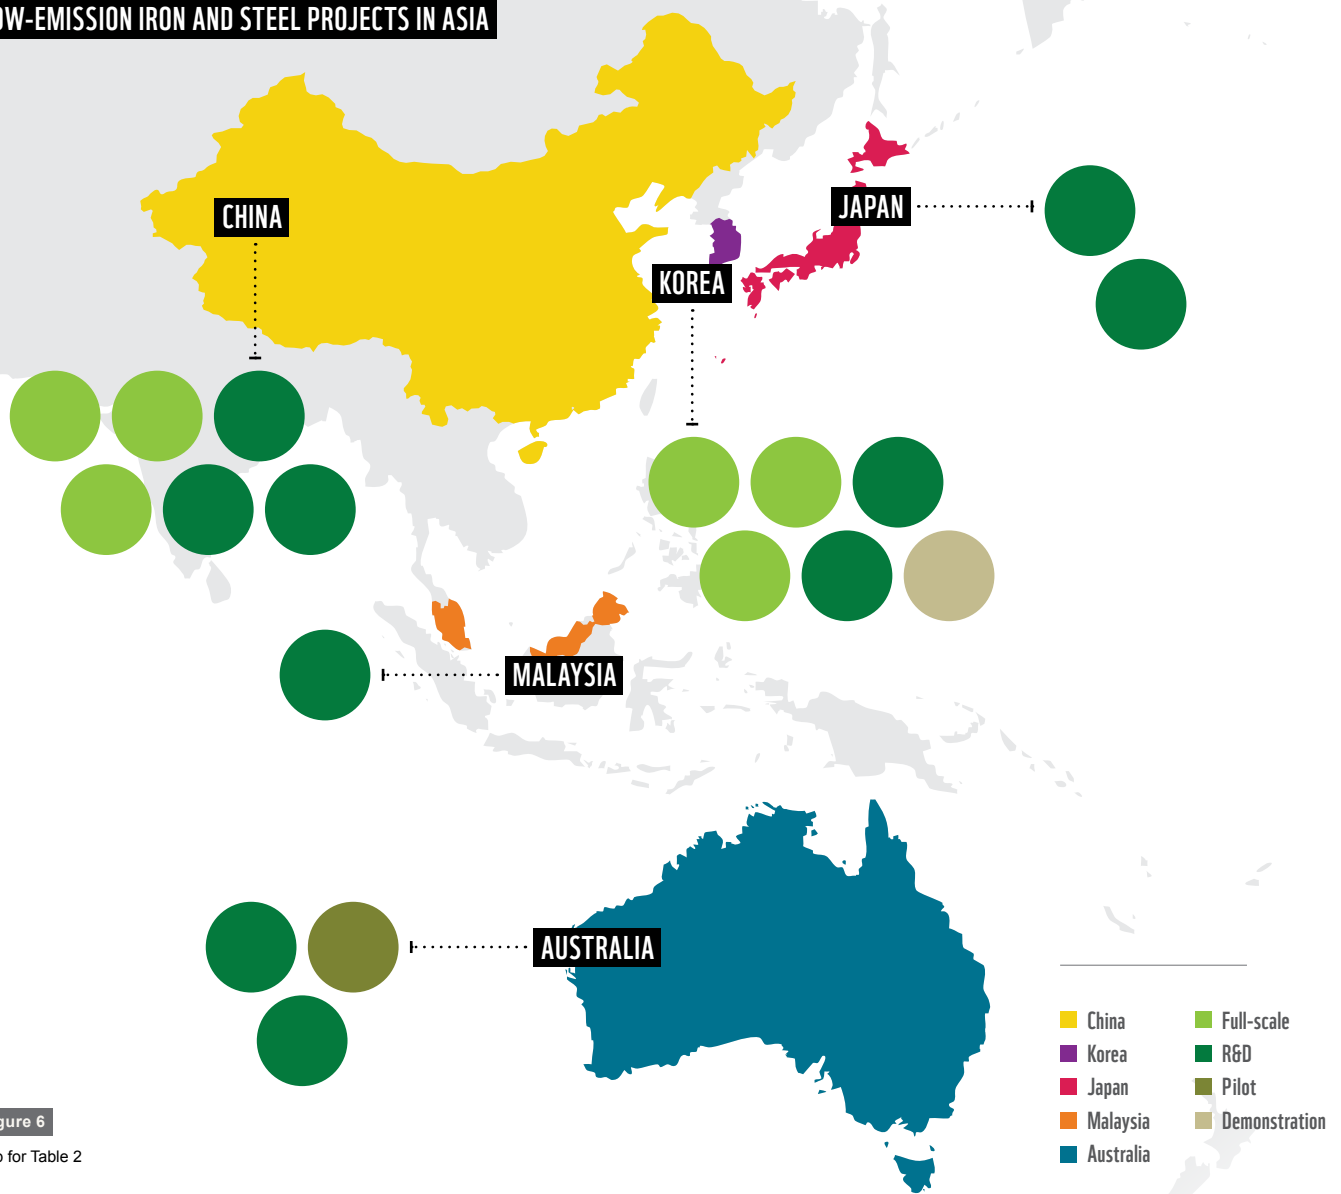 OW-EMISSION IRON AND STEEL PROJECTS IN ASIA
CHINA
JAPAN
KOREA
MALAYSIA
AUSTRALIA
China
Korea
Japan
Malaysia
Australia
Full-scale
R&D
Pilot
Demonstration
gure 6
for Table 2